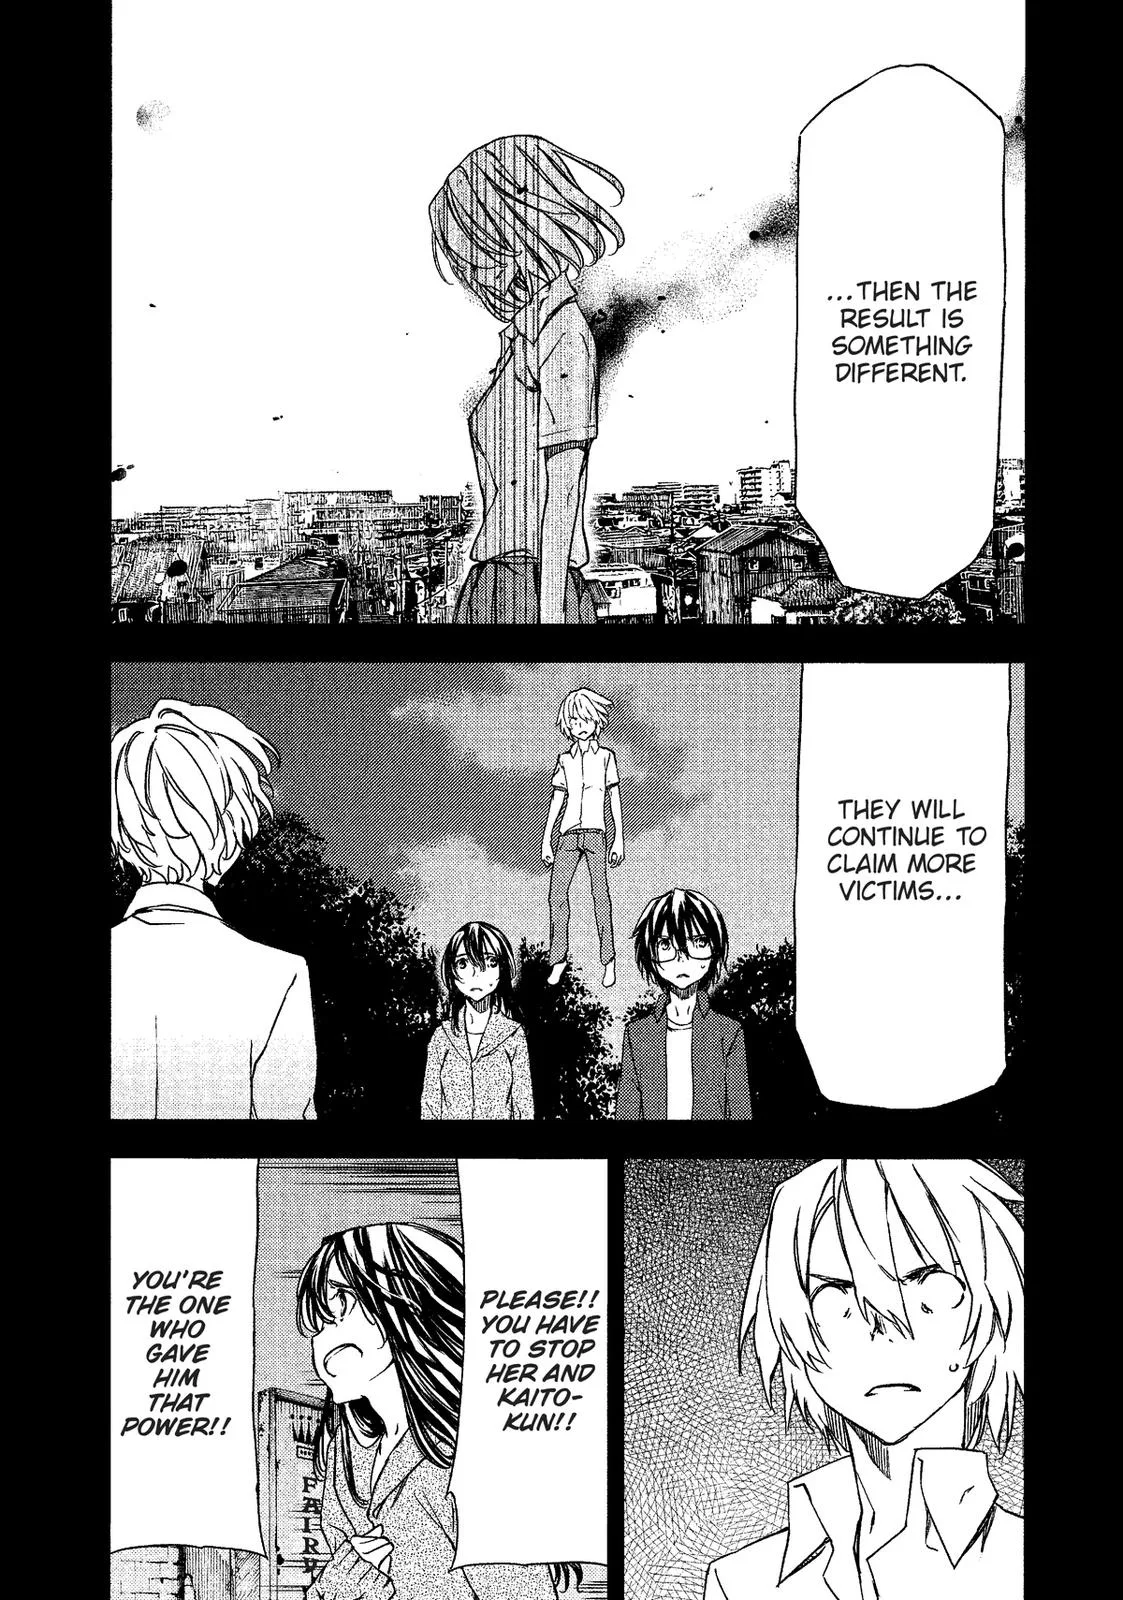 ...THEN THE
RESULT IS
SOMETHING
DIFFERENT.
THEY WILL
CONTINUE TO
CLAIM MORE
VICTIMS...
PLEASE!!
YOU HAVE
TO STOP
HER AND
KAITO-
KUN!!
YOU'RE
THE ONE
WHO
GAVE
HIM
THAT
POWER!!